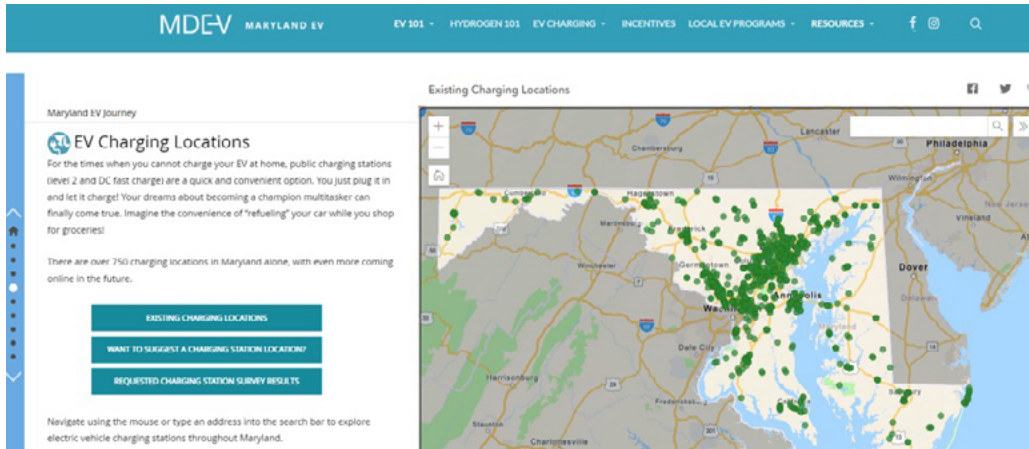 MDEV MARYLAND EV
EV 101 HYDROGEN 101 EV CHARGING INCENTIVES LOCAL EV PROGRAMS RESOURCES
Maryland EV Journey
EV Charging Locations
For the times when you cannot charge your EV at home, public charging stations
(level 2 and DC fast charge) are a quick and convenient option. You just plug it in
and let it charge! Your dreams about becoming a champion multitasker can
finally come true. Imagine the convenience of "refueling" your car while you shop
for groceries!
There are over 750 charging locations in Maryland alone, with even more coming
online in the future.
EXISTING CHARGING LOCATIONS
WANT TO SUGGEST A CHARGING STATION LOCATION?
REQUESTED CHARGING STATION SURVEY RESULTS
Navigate using the mouse or type an address into the search bar to explore
electric vehicle charging stations throughout Maryland.
Existing Charging Locations
Lancaster
Philadelphia
Chambersburg
Wilmington
New Jersey
Hagerstown
Vineland
Martinsburg
Frederick
Winchester
Germantown
Dover
Annapolis
Delaware
Maryland
Dale City
Harrisonburg
Staunton
Charlottesville